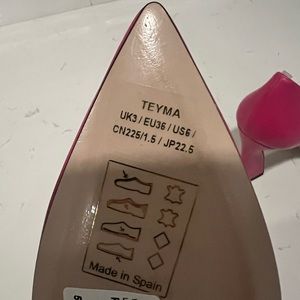 TEYMA
UK3 / EU36 / US6 /
CN225/1.5 / JP22.5
Made in Spain